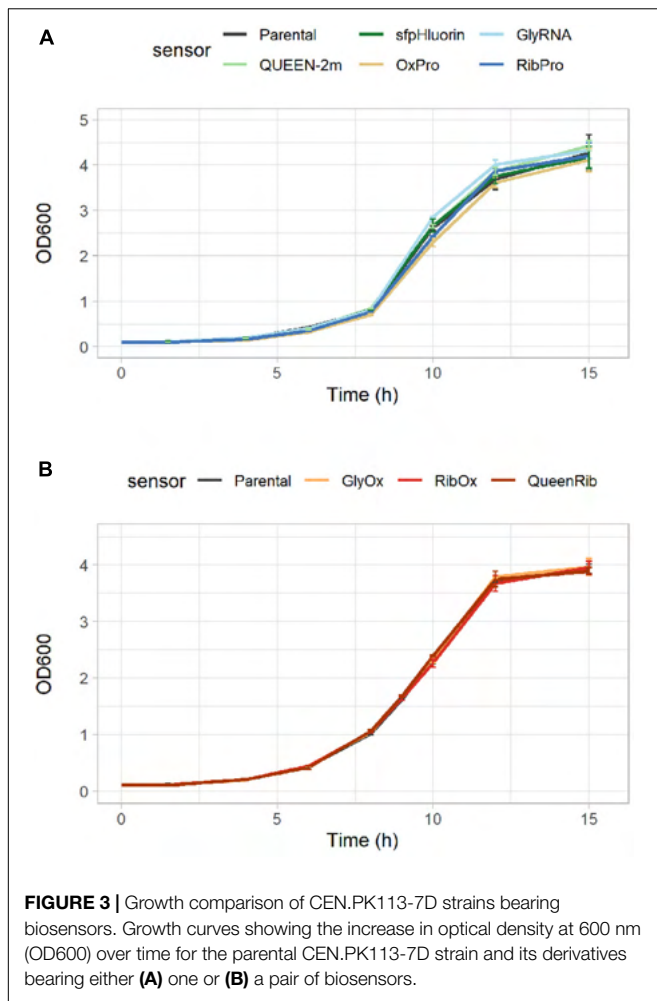 A
sensor
Parental
sfpHluorin
GlyRNA
QUEEN-2m
OxPro
RibPro
OD600
5
4
3
2
1
0
0
5
10
15
Time (h)
B
sensor
Parental
GlyOx
RibOx
QueenRib
OD600
4
3
2
1
0
0
5
10
15
Time (h)
FIGURE 3 | Growth comparison of CEN.PK113-7D strains bearing
biosensors. Growth curves showing the increase in optical density at 600 nm
(OD600) over time for the parental CEN.PK113-7D strain and its derivatives
bearing either (A) one or (B) a pair of biosensors.